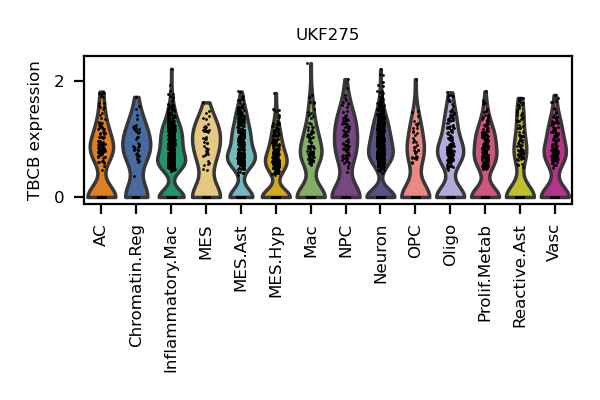 UKF275
TBCB expression
2
0
AC
Chromatin.Reg
Inflammatory.Mac
MES
MES.Ast
MES.Hyp
Mac
NPC
Neuron
OPC
Oligo
Prolif.Metab
Reactive.Ast
Vasc